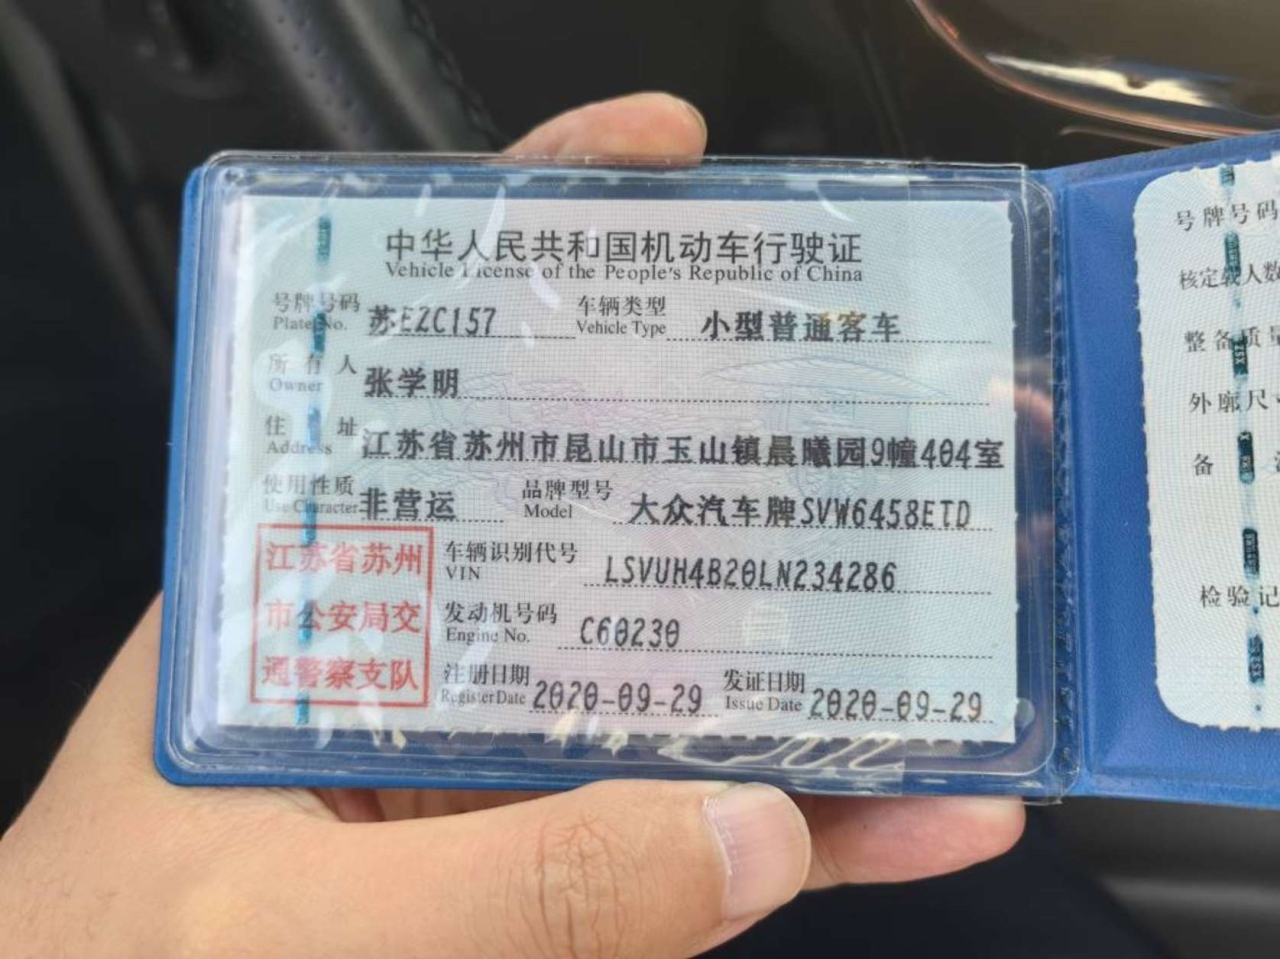 中华人民共和国机动车行驶证
Vehicle License of the People's Republic of China
号牌号码 苏EZC157 车辆类型 小型普通客车
Plate No. Vehicle Type
所有人 张学明
Owner
住址 江苏省苏州市昆山市玉山镇晨曦园9幢404室
Address
使用性质 非营运 品牌型号 大众汽车牌SVW6458ETD
Use Character Model
江苏省苏州
市公安局交
通警察支队
车辆识别代号 LSVUH4B20LN234286
VIN
发动机号码 C60230
Engine No.
注册日期 2020-09-29 发证日期 2020-09-29
Register Date Issue Date
号牌号码
核定载人数
整备质量
外廓尺寸
备
检验记